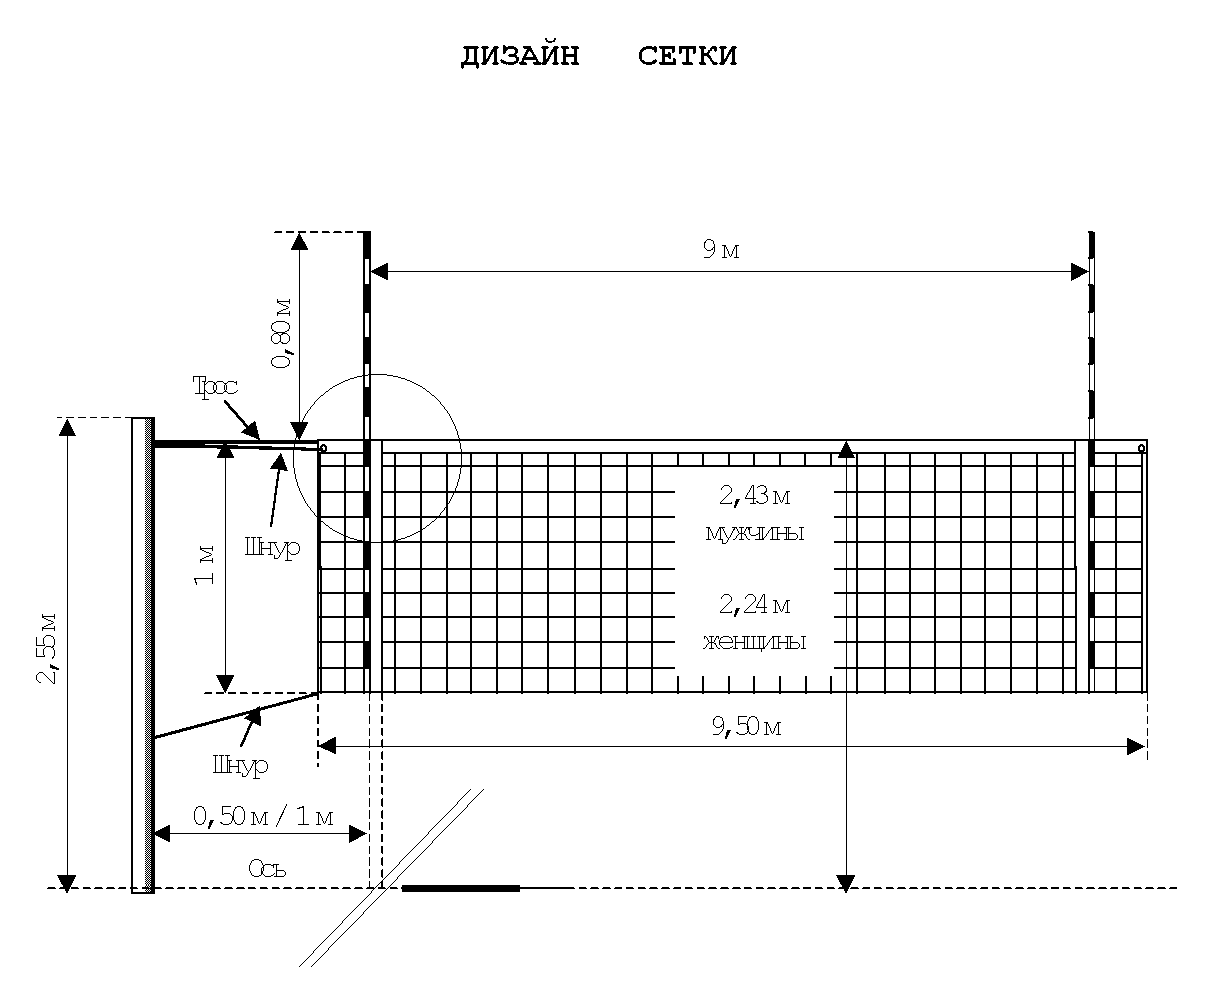 ДИЗАЙН СЕТКИ
9 м
0,80 м
Трос
2,43 м
мужчины
Шнур
1 м
2,24 м
женщины
2,55 м
9,50 м
Шнур
0,50 м / 1 м
Ось